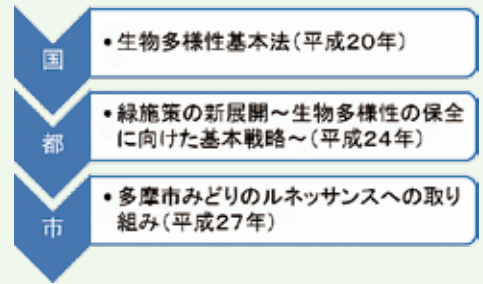 国
•生物多様性基本法(平成20年)
都
•緑施策の新展開～生物多様性の保全
に向けた基本戦略～(平成24年)
市
•多摩市みどりのルネッサンスへの取り
組み(平成27年)